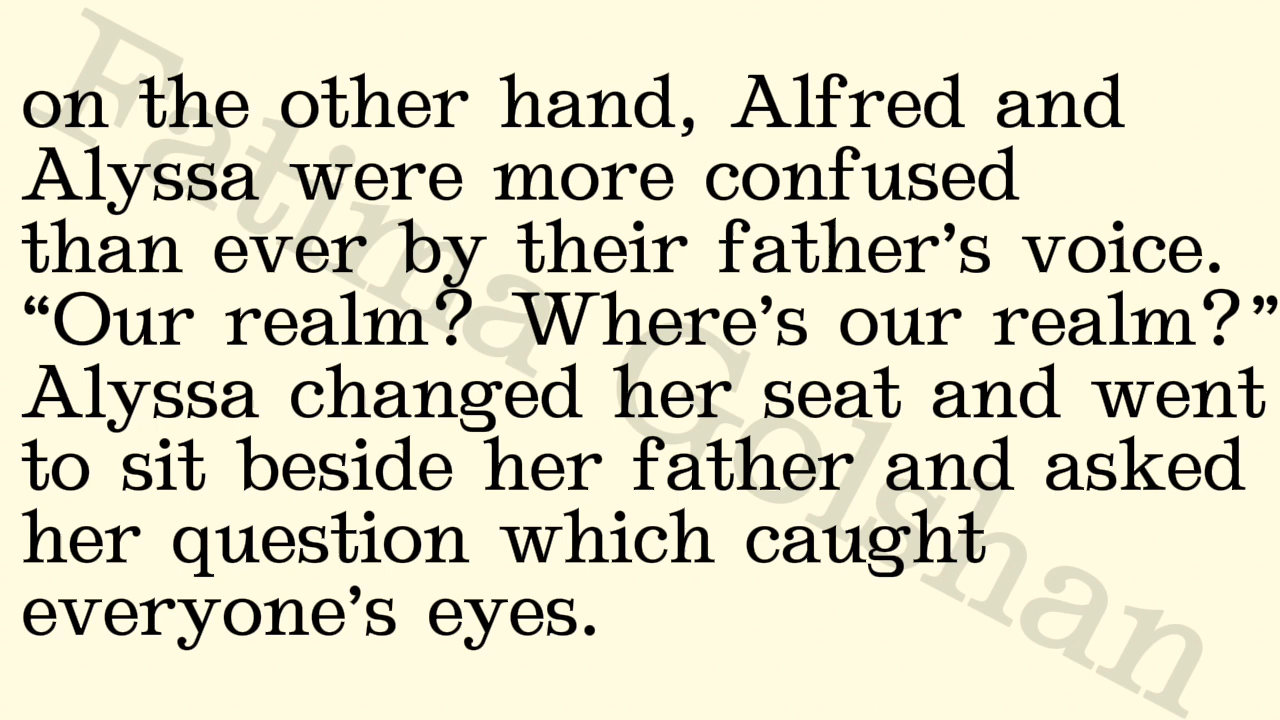 on the other hand, Alfred and
Alyssa were more confused
than ever by their father’s voice.
“Our realm? Where’s our realm?”
Alyssa changed her seat and went
to sit beside her father and asked
her question which caught
everyone’s eyes.
Fatima Golshan